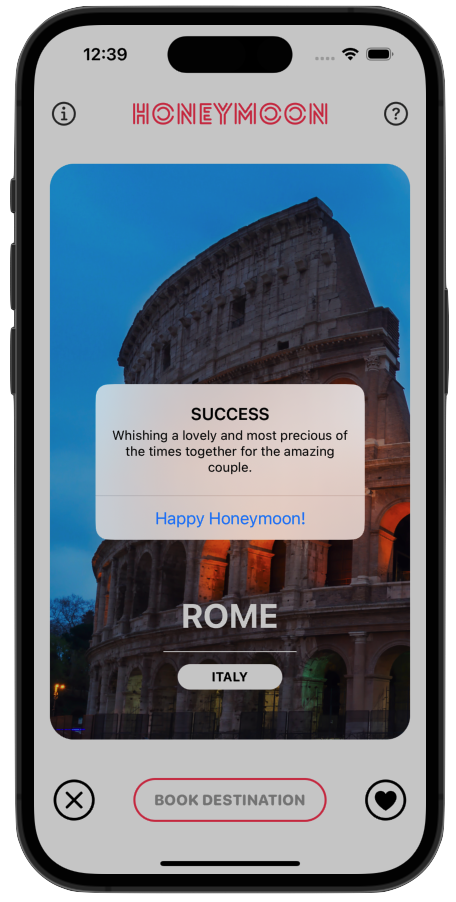 12:39
HONEYMOON
SUCCESS
Whishing a lovely and most precious of
the times together for the amazing
couple.
Happy Honeymoon!
ROME
ITALY
BOOK DESTINATION